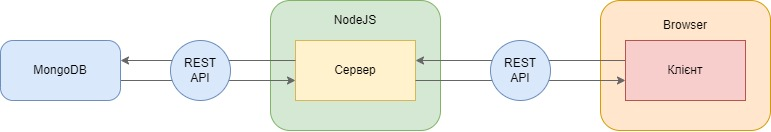 MongoDB
REST
API
NodeJS
Сервер
REST
API
Browser
Клієнт